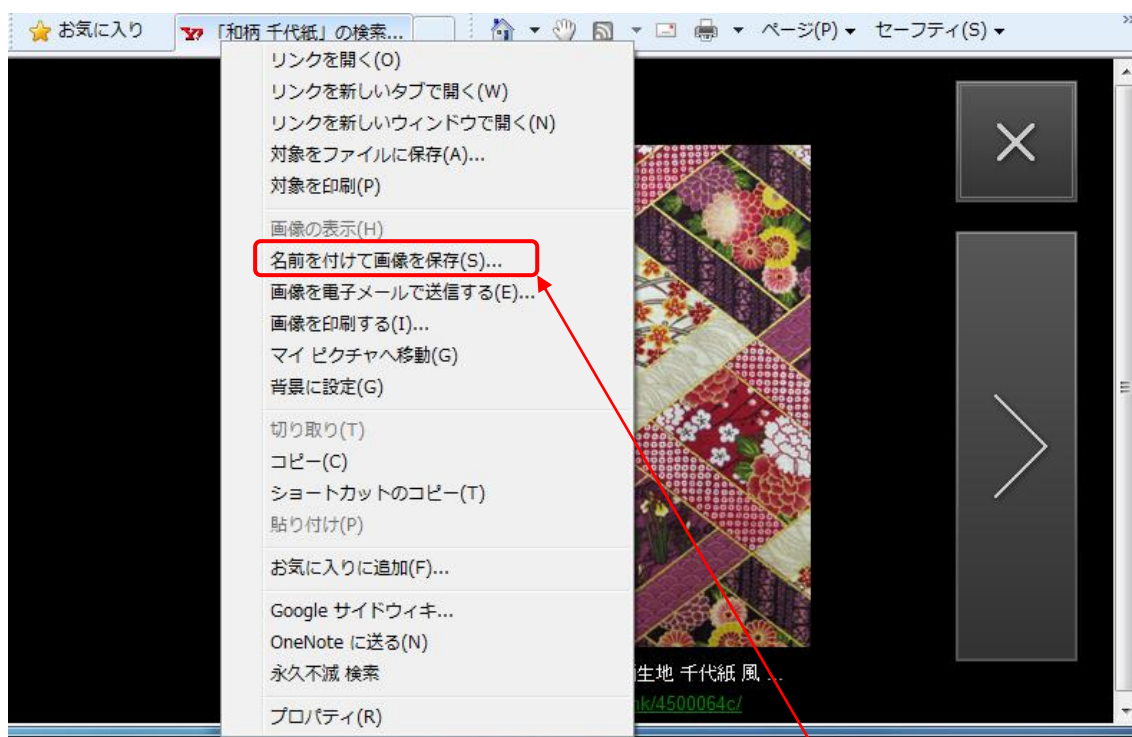 お気に入り
「和柄 千代紙」の検索...
ページ(P)
セーフティ(S)
リンクを開く(O)
リンクを新しいタブで開く(W)
リンクを新しいウィンドウで開く(N)
対象をファイルに保存(A)...
対象を印刷(P)
画像の表示(H)
名前を付けて画像を保存(S)...
画像を電子メールで送信する(E)...
画像を印刷する(I)...
マイ ピクチャへ移動(G)
背景に設定(G)
切り取り(T)
コピー(C)
ショートカットのコピー(T)
貼り付け(P)
お気に入りに追加(F)...
Google サイドウィキ...
OneNote に送る(N)
永久不滅 検索
プロパティ(R)
生地 千代紙 風 ...
/4500064c/